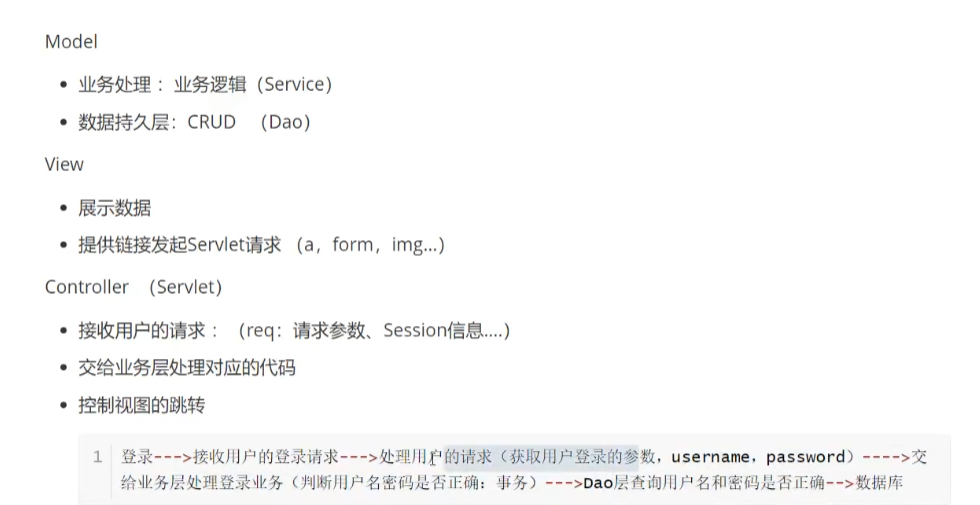 Model
业务处理 ：业务逻辑（Service）
数据持久层：CRUD （Dao）
View
展示数据
提供链接发起Servlet请求 （a，form，img...）
Controller （Servlet）
接收用户的请求 ：（req：请求参数、Session信息....）
交给业务层处理对应的代码
控制视图的跳转
1 登录--->接收用户的登录请求--->处理用户的请求（获取用户登录的参数，username，password）---->交
给业务层处理登录业务（判断用户名密码是否正确：事务）--->Dao层查询用户名和密码是否正确-->数据库